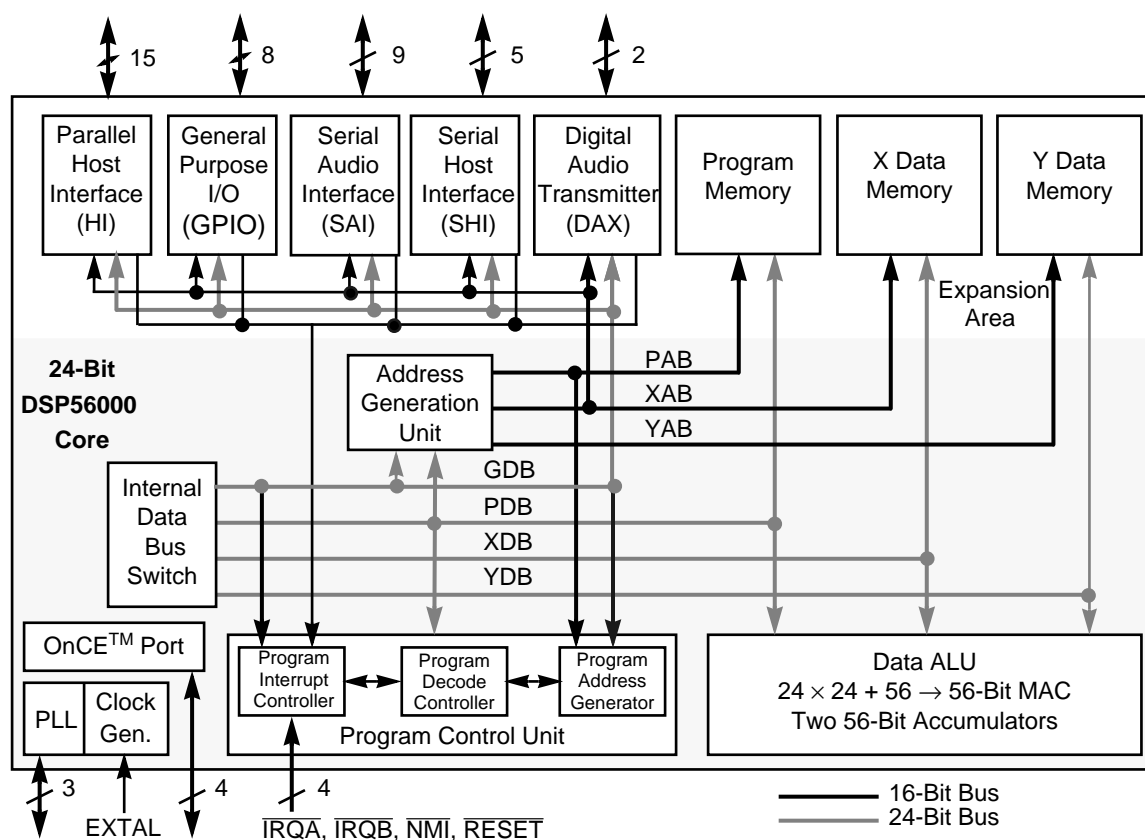 15
8
9
5
2
Parallel
Host
Interface
(HI)
General
Purpose
I/O
(GPIO)
Serial
Audio
Interface
(SAI)
Serial
Host
Interface
(SHI)
Digital
Audio
Transmitter
(DAX)
Program
Memory
X Data
Memory
Y Data
Memory
Expansion
Area
24-Bit
DSP56000
Core
Address
Generation
Unit
PAB
XAB
YAB
Internal
Data
Bus
Switch
GDB
PDB
XDB
YDB
OnCE™ Port
PLL
Clock
Gen.
Program
Interrupt
Controller
Program
Decode
Controller
Program
Address
Generator
Program Control Unit
Data ALU
24 × 24 + 56 → 56-Bit MAC
Two 56-Bit Accumulators
3
EXTAL
4
4
IRQA, IRQB, NMI, RESET
16-Bit Bus
24-Bit Bus